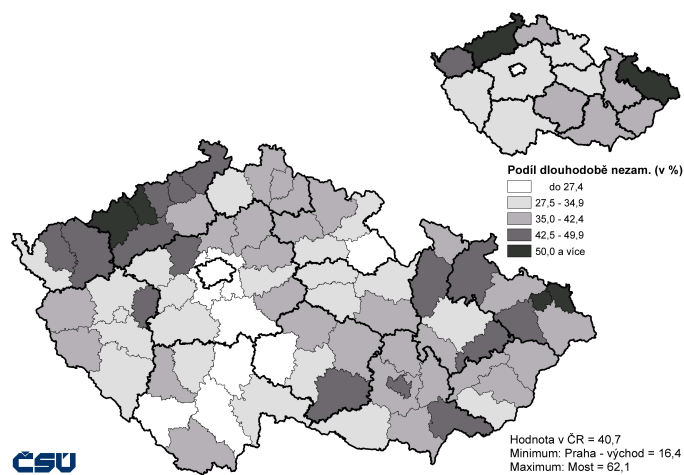 Podíl dlouhodobě nezam. (v %)
do 27,4
27,5 - 34,9
35,0 - 42,4
42,5 - 49,9
50,0 a více
Hodnota v ČR = 40,7
Minimum: Praha - východ = 16,4
Maximum: Most = 62,1
ČSÚ